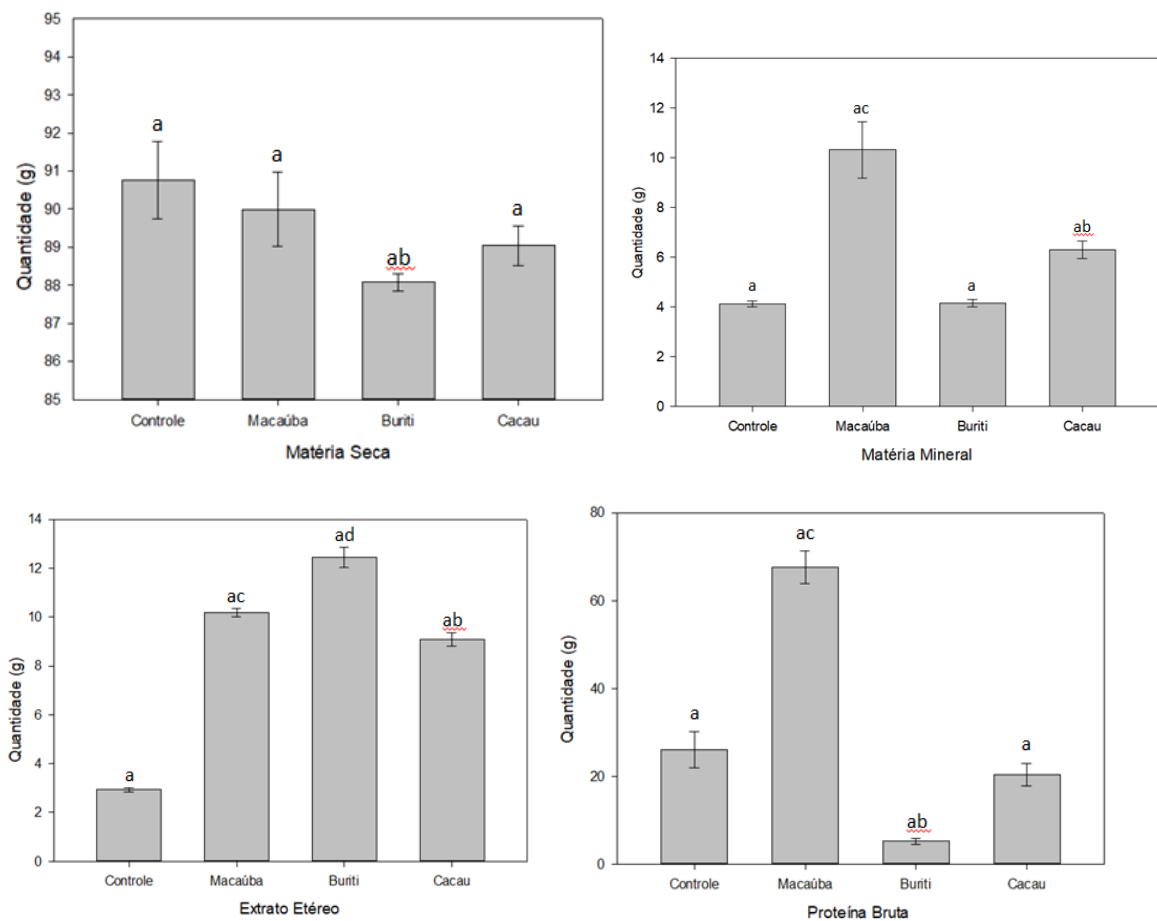 95
94
93
92
91
90
89
88
87
86
85
Quantidade (g)
a
a
ab
a
Controle Macaúba Buriti Cacau
Matéria Seca
14
12
10
8
6
4
2
0
Quantidade (g)
a
ac
a
ab
Controle Macaúba Buriti Cacau
Matéria Mineral
14
12
10
8
6
4
2
0
Quantidade (g)
a
ac
ad
ab
Controle Macaúba Buriti Cacau
Extrato Etéreo
80
60
40
20
0
Quantidade (g)
a
ac
ab
a
Controle Macaúba Buriti Cacau
Proteína Bruta